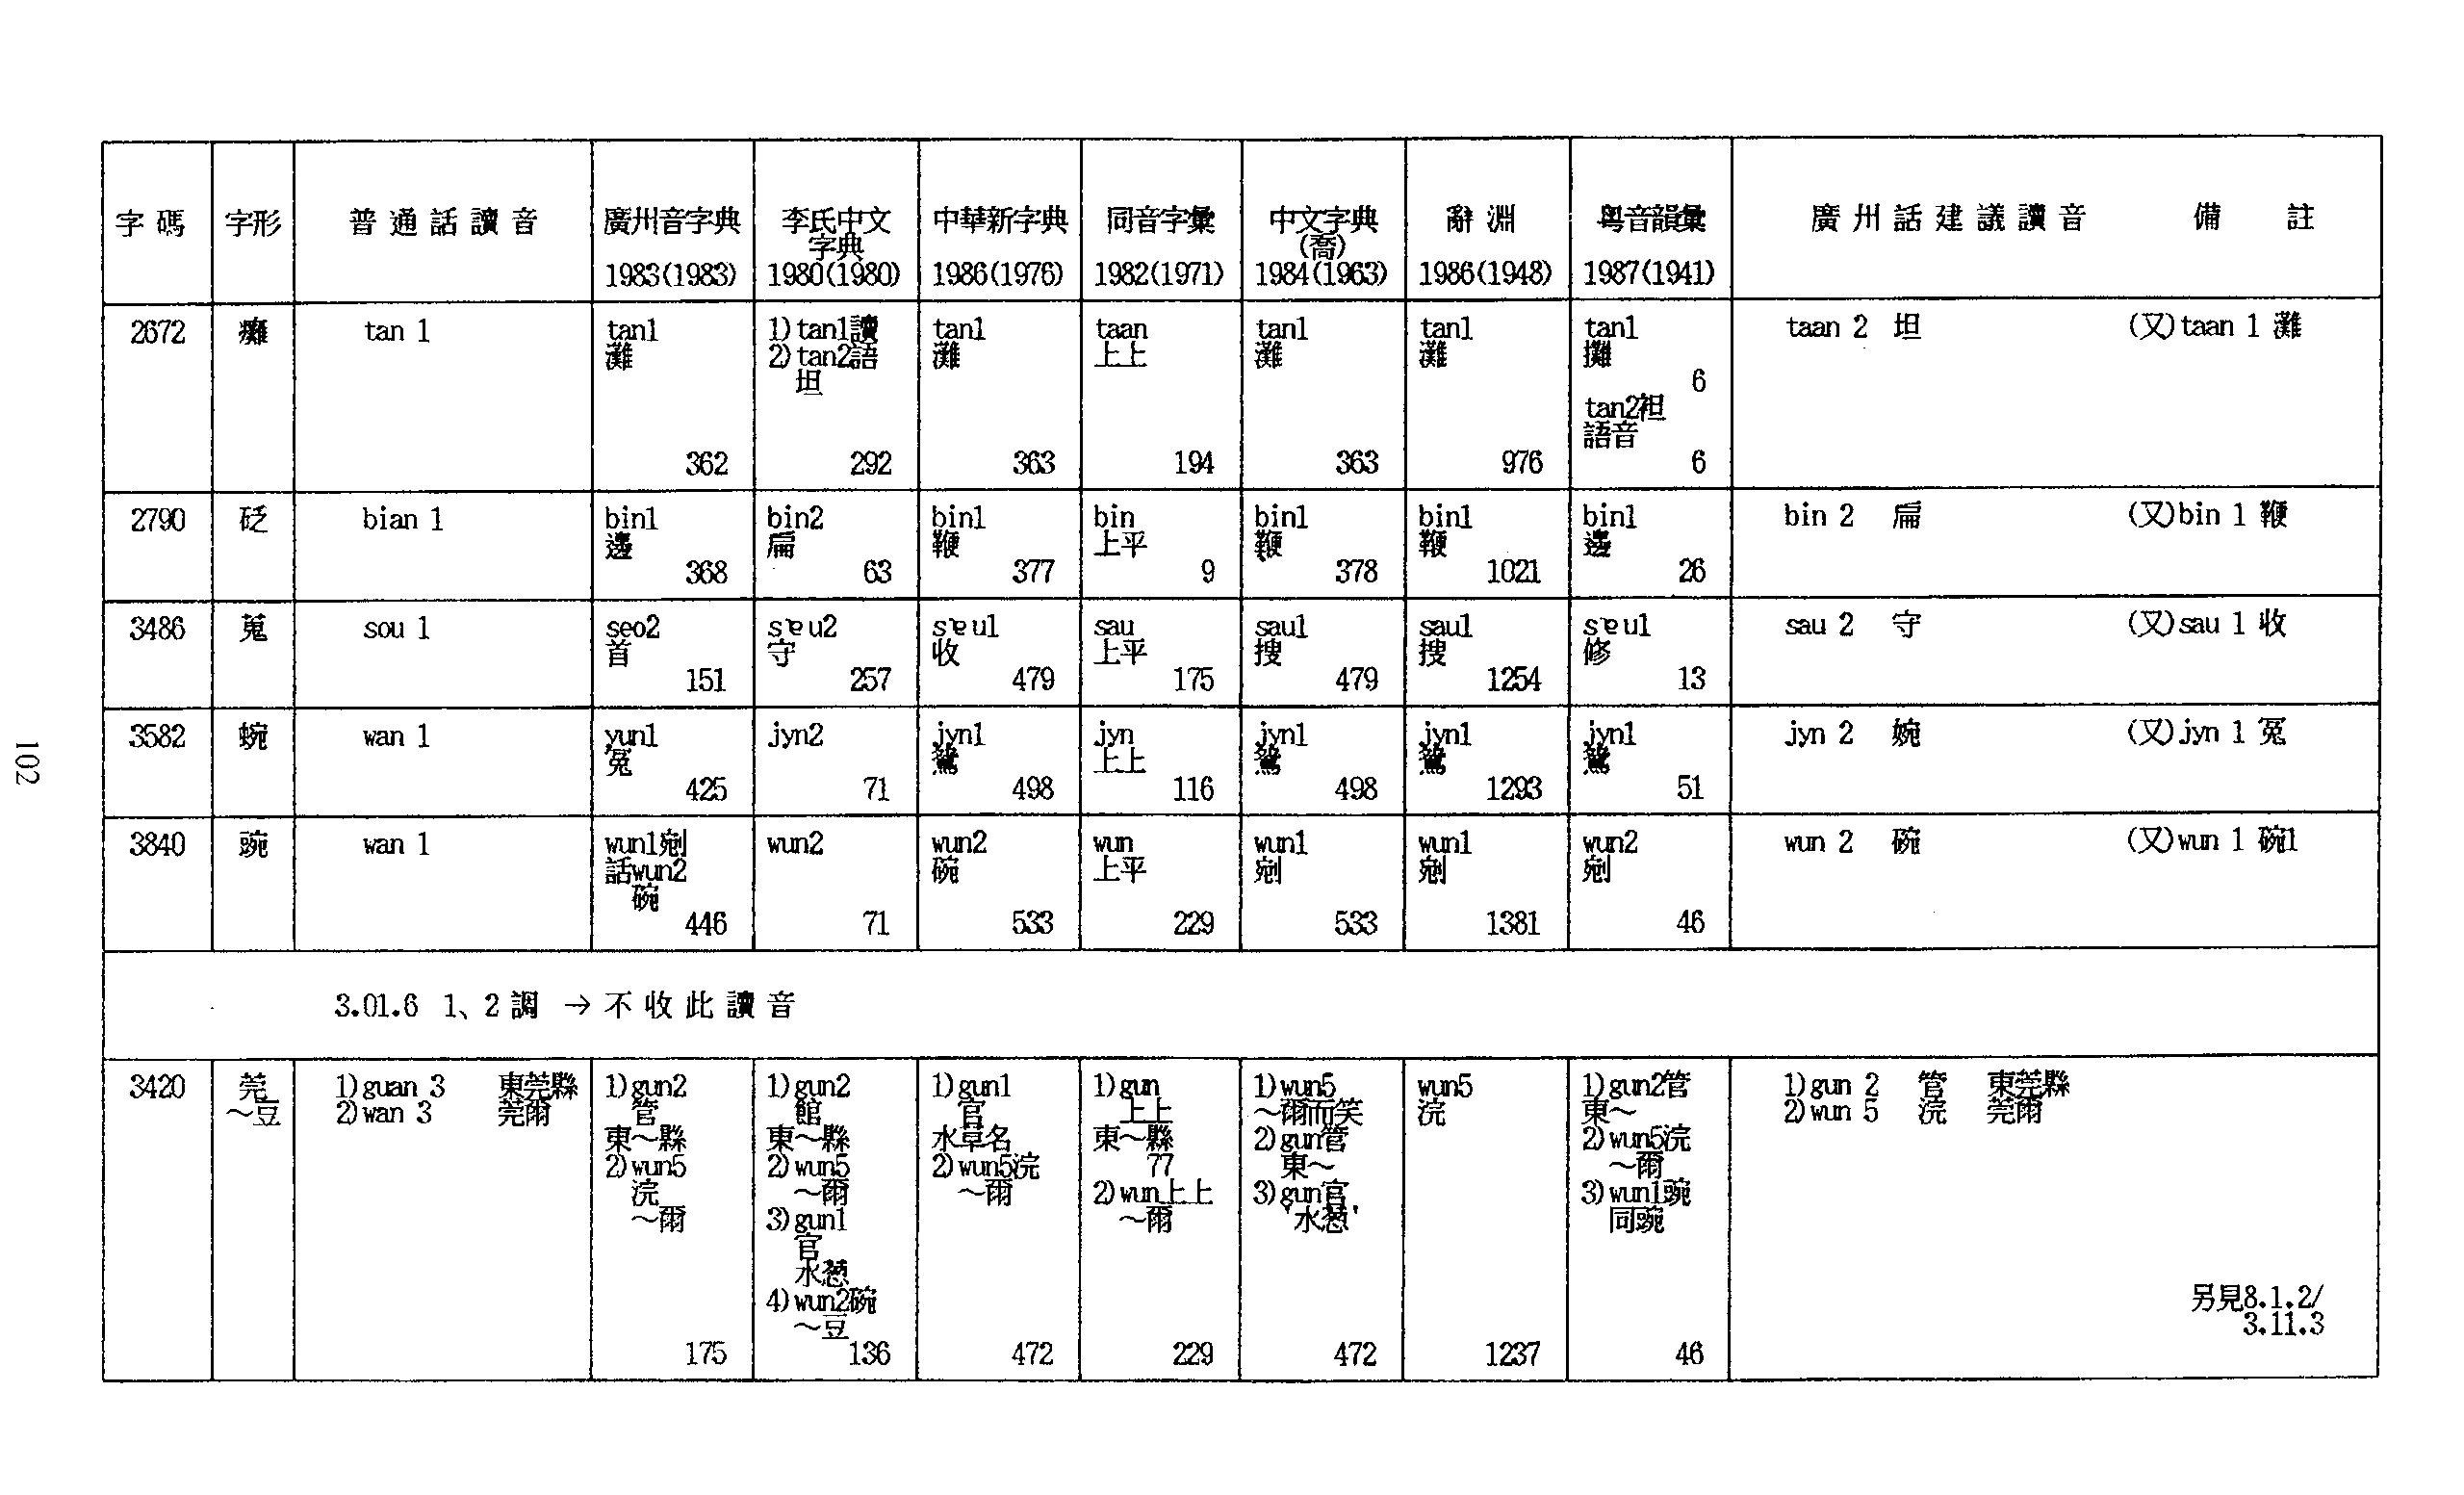 字碼 字形 普通話讀音 廣州音字典 李氏中文 中華新字典 同音字彙 中文字典 辭淵 粵音韻彙 廣州話建議讀音 備註
字典 (喬)
1983(1983) 1980(1980) 1986(1976) 1982(1971) 1984(1963) 1986(1948) 1987(1941)
2672 癱 tan 1 tan1 1)tan1讀 tan1 taan tan1 tan1 tan1 taan 2 坦 (又)taan 1 灘
灘 2)tan2語 灘 上上 灘 灘 攤
坦 6
tan2袒
語音
362 292 363 194 363 976 6
2790 砭 bian 1 bin1 bin2 bin1 bin bin1 bin1 bin1 bin 2 扁 (又)bin 1 鞭
邊 扁 鞭 上平 鞭 鞭 邊
368 63 377 9 378 1021 26
3486 蒐 sou 1 seo2 sɐu2 sɐu1 sau sau1 sau1 sɐu1 sau 2 守 (又)sau 1 收
首 守 收 上平 搜 搜 修
151 257 479 175 479 1254 13
3582 蜿 wan 1 yun1 jyn2 jyn1 jyn jyn1 jyn1 jyn1 jyn 2 婉 (又)jyn 1 冤
冤 鴛 上上 鴛 鴛 鴛
425 71 498 116 498 1293 51
3840 豌 wan 1 wun1剜 wun2 wun2 wun wun1 wun1 wun2 wun 2 碗 (又)wun 1 碗1
話wun2 碗 上平 剜 剜 剜
碗
446 71 533 229 533 1381 46
3.01.6 1、2調 →不收此讀音
3420 莞 1)guan 3 東莞縣 1)gun2 1)gun2 1)gun1 1)gun 1)wun5 wun5 1)gun2管 1)gun 2 管 東莞縣
～豆 2)wan 3 莞爾 管 館 官 上上 ～爾而笑 浣 東～ 2)wun 5 浣 莞爾
東～縣 東～縣 水草名 東～縣 2)gun管 2)wun5浣
2)wun5 2)wun5 2)wun5浣 77 東～ ～爾
浣 ～爾 ～爾 2)wun上上 3)gun官 3)wun1豌
～爾 3)gun1 ～爾 '水葱' 同豌
官
水葱
4)wun2碗 另見8.1.2/
～豆 3.11.3
175 136 472 229 472 1237 46
102